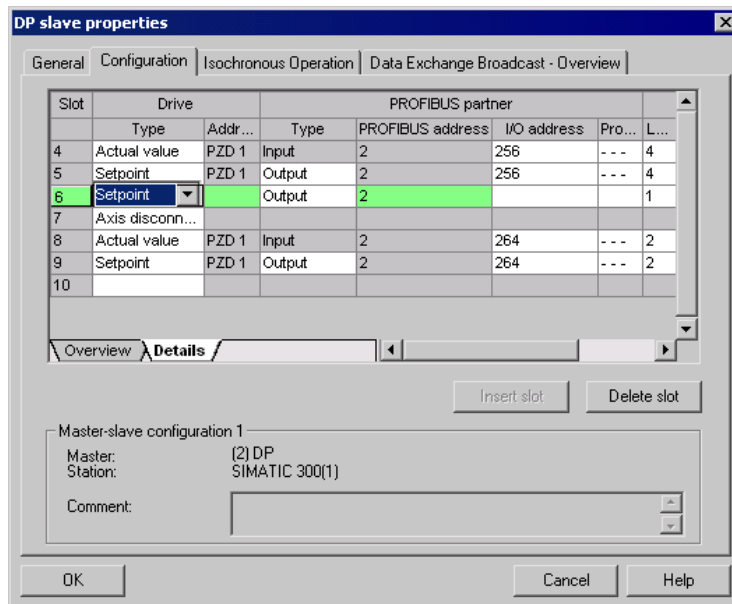 DP slave properties
General Configuration Isochronous Operation Data Exchange Broadcast - Overview
Slot Drive PROFIBUS partner
Type Addr... Type PROFIBUS address I/O address Pro... L...
4 Actual value PZD 1 Input 2 256 - - - 4
5 Setpoint PZD 1 Output 2 256 - - - 4
6 Setpoint Output 2 1
7 Axis disconn...
8 Actual value PZD 1 Input 2 264 - - - 2
9 Setpoint PZD 1 Output 2 264 - - - 2
10
Overview Details
Insert slot Delete slot
Master-slave configuration 1
Master: (2) DP
Station: SIMATIC 300(1)
Comment:
OK Cancel Help